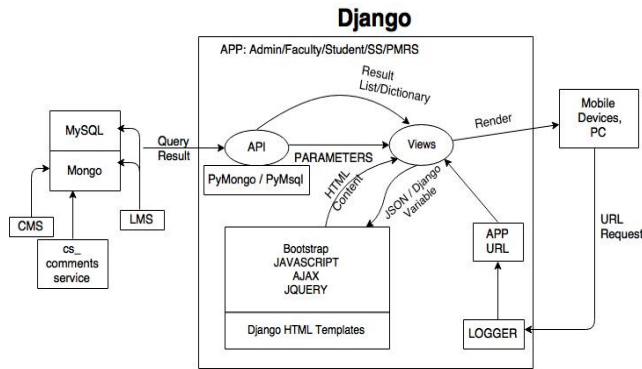 Django
APP: Admin/Faculty/Student/SS/PMRS
Result
List/Dictionary
MySQL
Mongo
Query
Result
API
PyMongo / PyMsql
PARAMETERS
Views
Render
Mobile
Devices,
PC
CMS
LMS
cs_
comments
service
HTML
Content
JSON / Django
Variable
URL
Request
Bootstrap
JAVASCRIPT
AJAX
JQUERY
Django HTML Templates
APP
URL
LOGGER